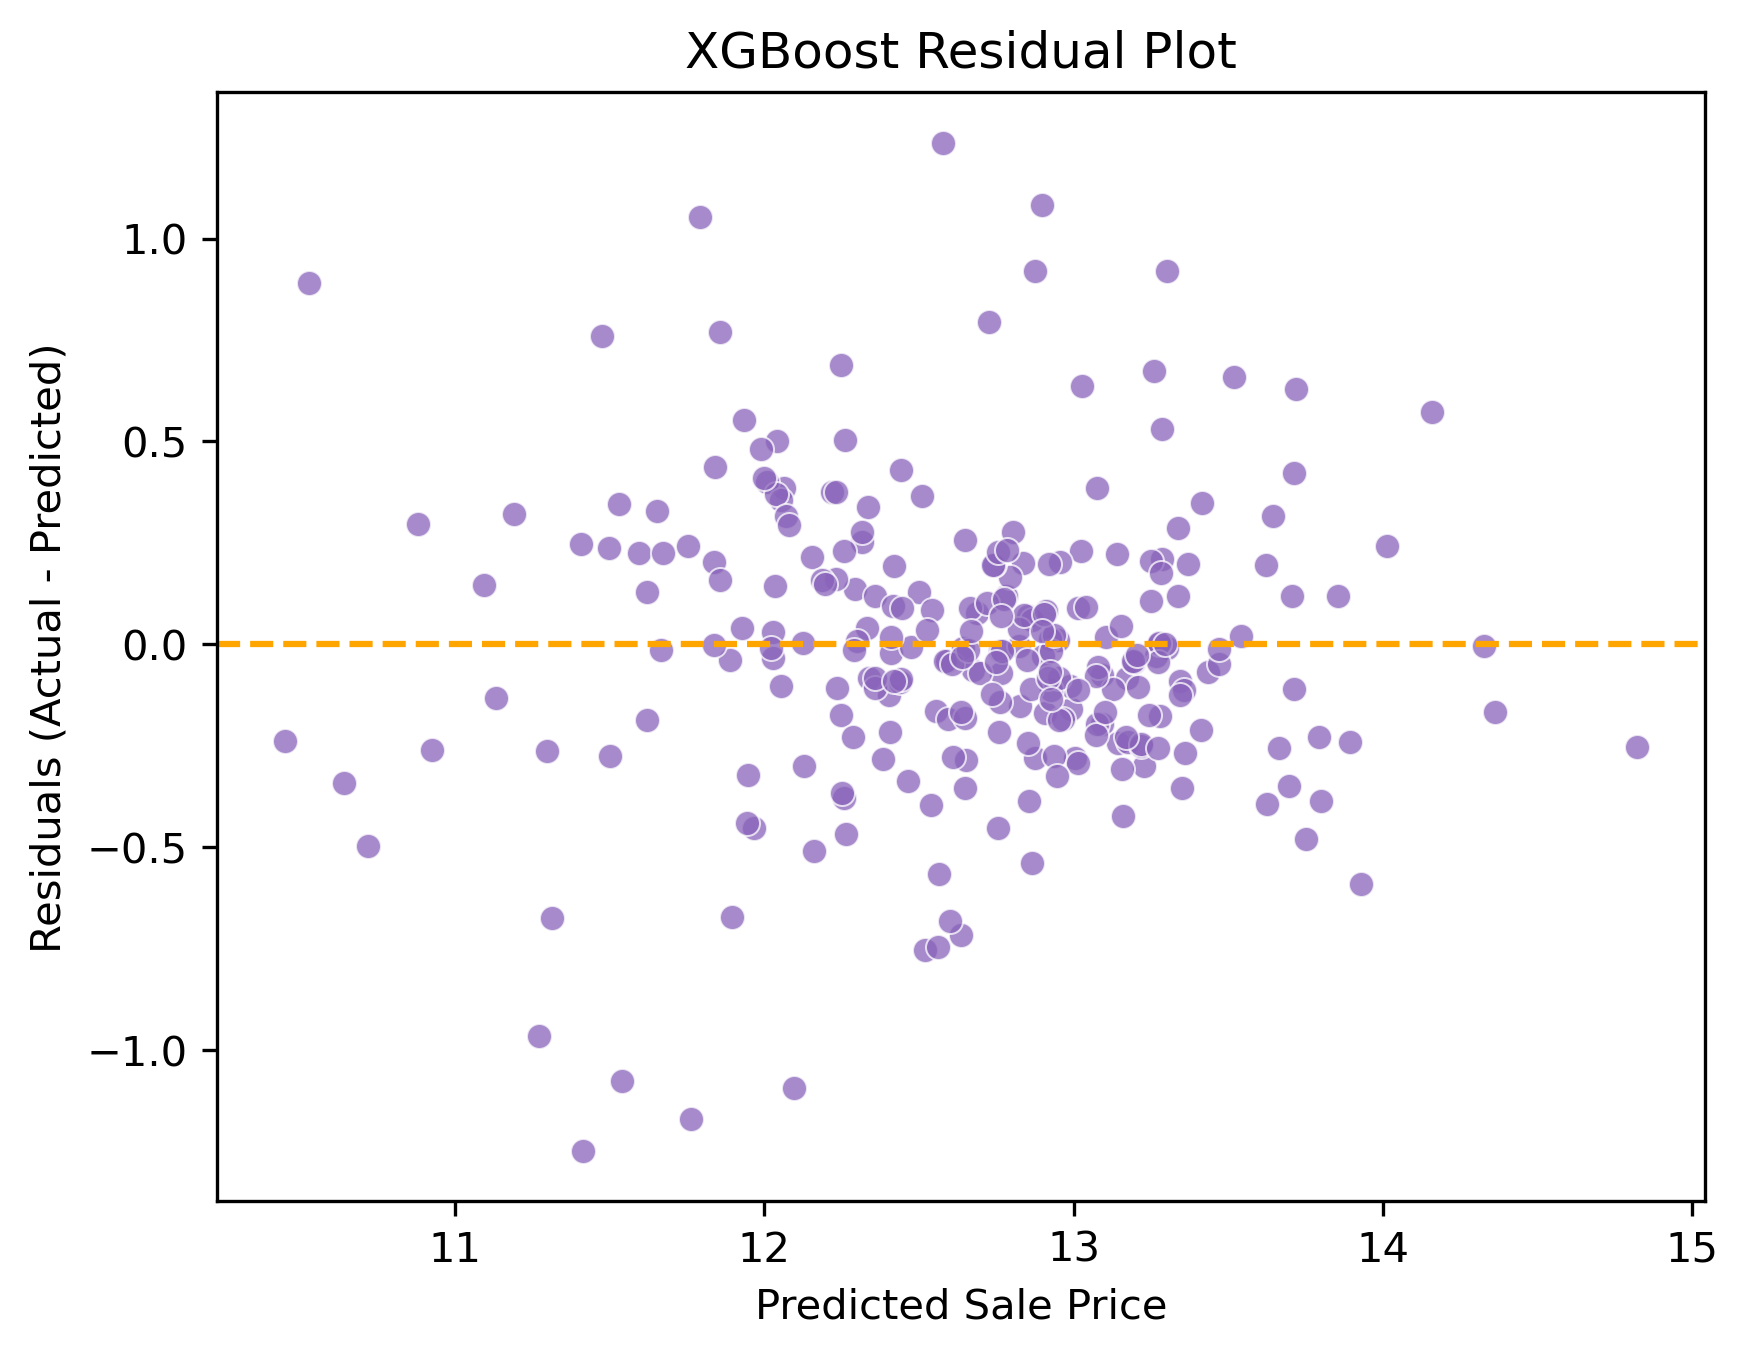 XGBoost Residual Plot
Residuals (Actual - Predicted)
1.0
0.5
0.0
−0.5
−1.0
11 12 13 14 15
Predicted Sale Price